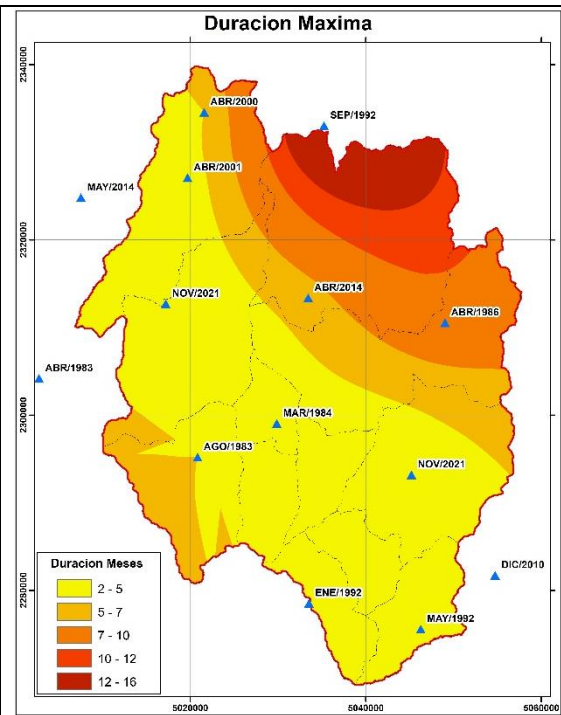 Duracion Maxima
2340000
ABR/2000
SEP/1992
ABR/2001
MAY/2014
2320000
NOV/2021
ABR/2014
ABR/1986
ABR/1983
2300000
MAR/1984
AGO/1983
NOV/2021
DIC/2010
2280000
ENE/1992
MAY/1992
Duracion Meses
2 - 5
5 - 7
7 - 10
10 - 12
12 - 16
5020000
5040000
5060000